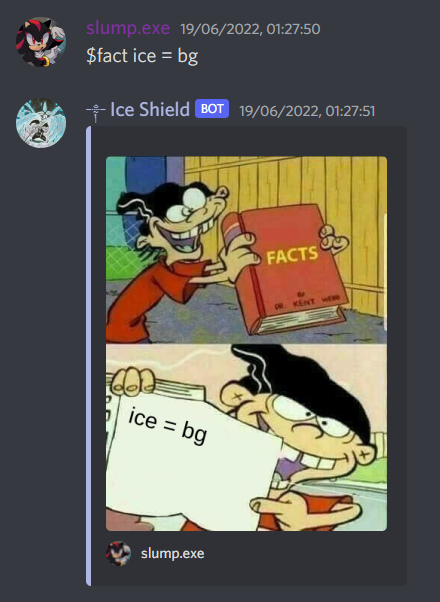 slump.exe 19/06/2022, 01:27:50
$fact ice = bg
Ice Shield BOT 19/06/2022, 01:27:51
FACTS
BY
DR. KENT WEBB
ice = bg
slump.exe